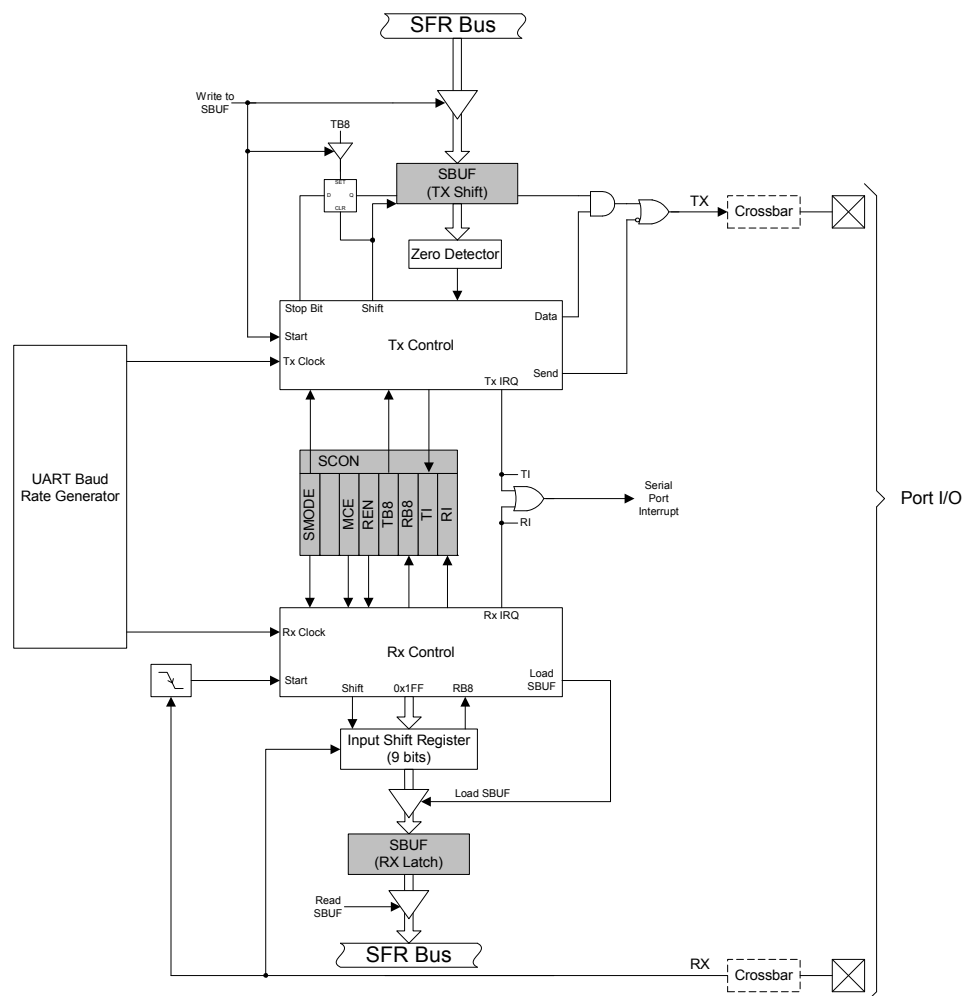 SFR Bus
Write to
SBUF
TB8
SET
D
Q
CLR
SBUF
(TX Shift)
TX
Crossbar
Zero Detector
Stop Bit
Shift
Data
Start
Tx Control
Tx Clock
Send
Tx IRQ
UART Baud
Rate Generator
SCON
SMODE
MCE
REN
TB8
RB8
TI
RI
TI
RI
Serial
Port
Interrupt
Port I/O
Rx IRQ
Rx Clock
Rx Control
Start
Load
SBUF
Shift
0x1FF
RB8
Input Shift Register
(9 bits)
Load SBUF
SBUF
(RX Latch)
Read
SBUF
SFR Bus
RX
Crossbar